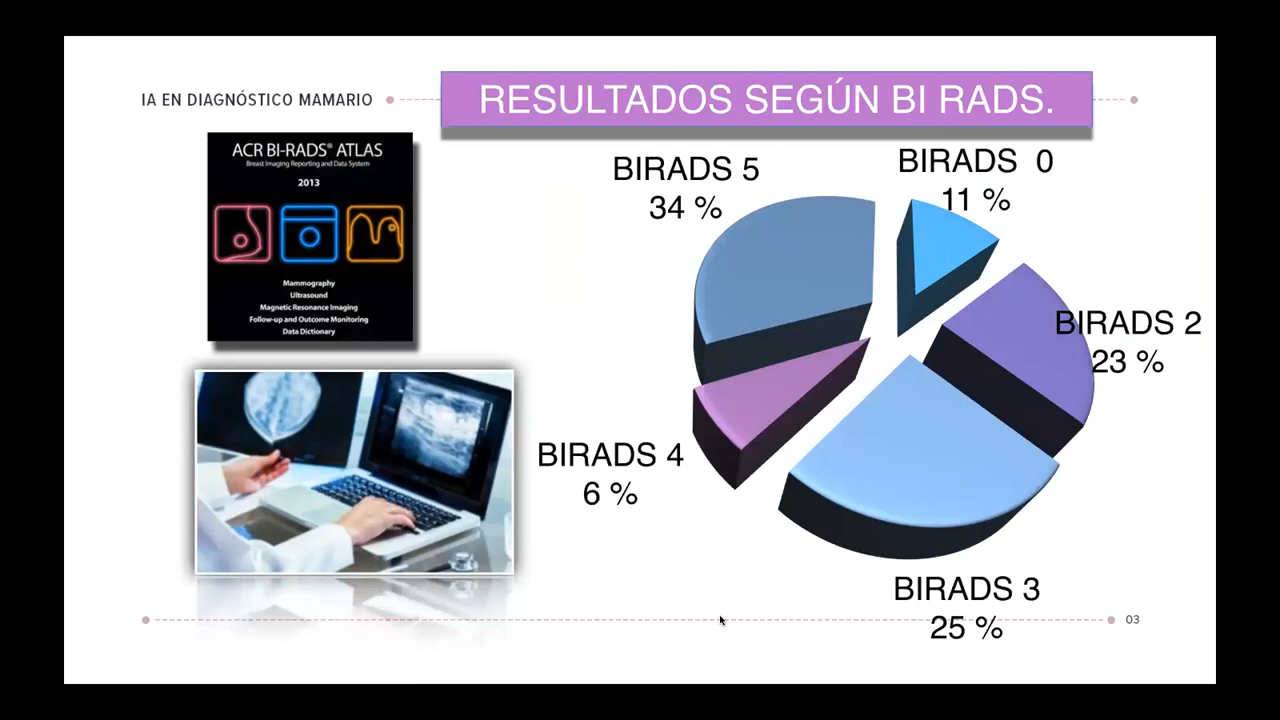 IA EN DIAGNÓSTICO MAMARIO
RESULTADOS SEGÚN BI RADS.
ACR BI-RADS® ATLAS
Breast Imaging Reporting and Data System
2013
Mammography
Ultrasound
Magnetic Resonance Imaging
Follow-up and Outcome Monitoring
Data Dictionary
BIRADS 5
34 %
BIRADS 0
11 %
BIRADS 2
23 %
BIRADS 4
6 %
BIRADS 3
25 %
03